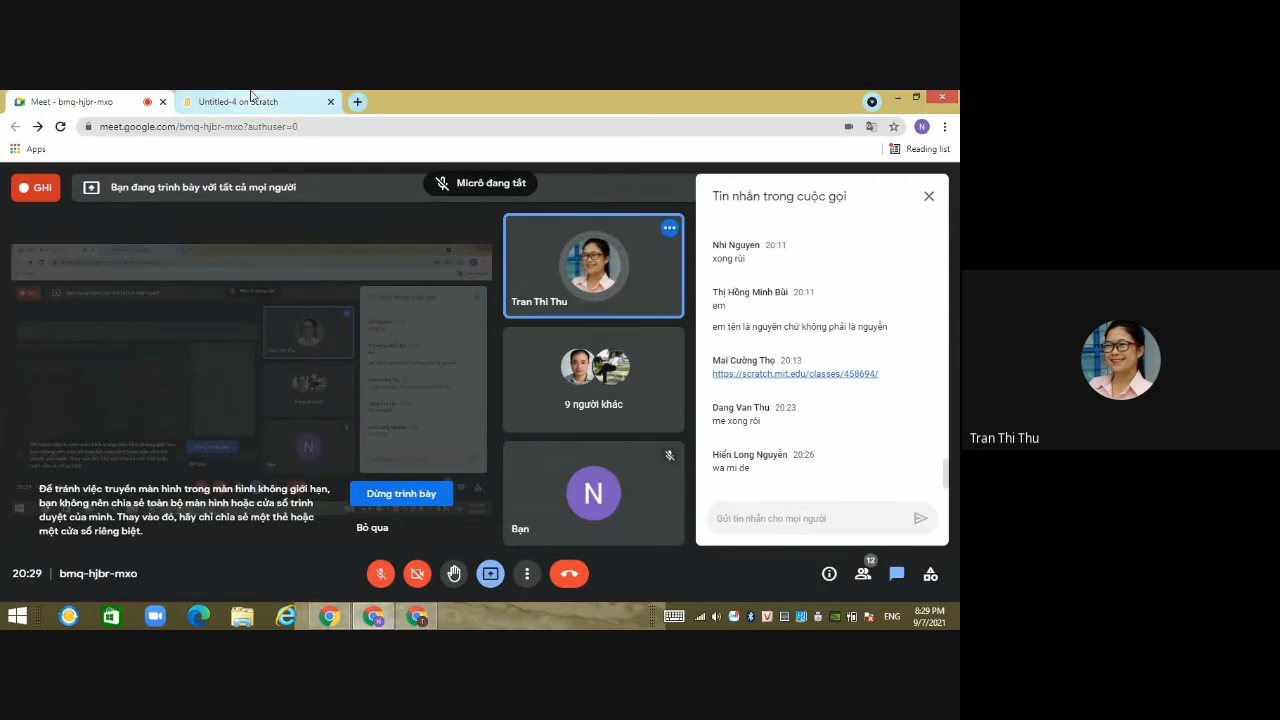 Meet - bmq-hjbr-mxo
Untitled-4 on Scratch
meet.google.com/bmq-hjbr-mxo?authuser=0
N
Apps
Reading list
GHI
Bạn đang trình bày với tất cả mọi người
Micrô đang tắt
Tin nhắn trong cuộc gọi
Nhi Nguyen 20:11
xong rùi
Thị Hồng Minh Bùi 20:11
em
em tên là nguyên chứ không phải là nguyễn
Mai Cường Thọ 20:13
https://scratch.mit.edu/classes/458694/
Dang Van Thu 20:23
me xong ròi
Hiển Long Nguyễn 20:26
wa mi de
Gửi tin nhắn cho mọi người
Tran Thi Thu
9 người khác
N
Bạn
Để tránh việc truyền màn hình trong màn hình không giới hạn,
bạn không nên chia sẻ toàn bộ màn hình hoặc cửa sổ trình
duyệt của mình. Thay vào đó, hãy chỉ chia sẻ một thẻ hoặc
một cửa sổ riêng biệt.
Dừng trình bày
Bỏ qua
20:29 | bmq-hjbr-mxo
12
ENG
8:29 PM
9/7/2021
Tran Thi Thu